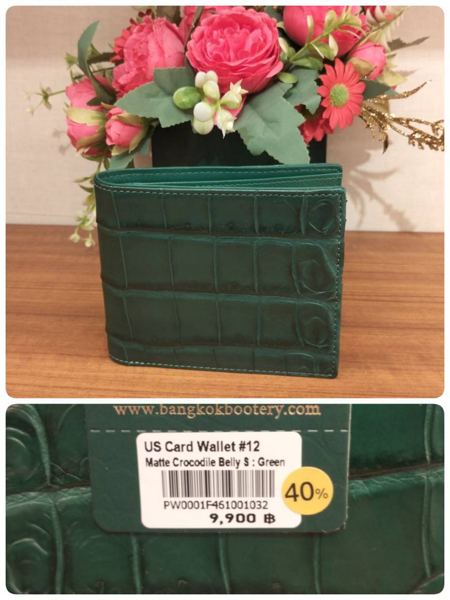 www.bangkokbootery.com
US Card Wallet #12
Matte Crocodile Belly S : Green
PW0001F461001032
9,900 ฿
40%